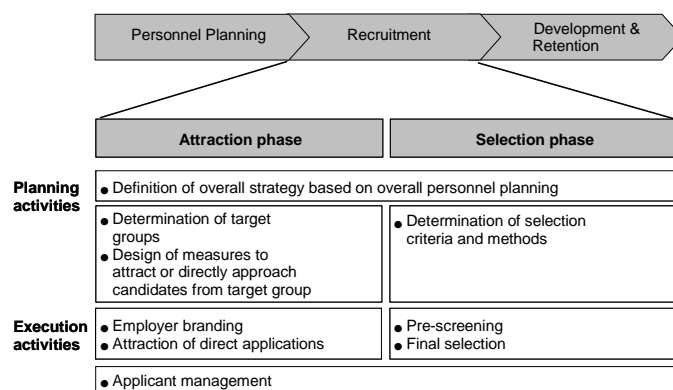 Personnel Planning
Recruitment
Development &
Retention
Attraction phase
Selection phase
Planning
activities
• Definition of overall strategy based on overall personnel planning
• Determination of target
groups
• Design of measures to
attract or directly approach
candidates from target group
• Determination of selection
criteria and methods
Execution
activities
• Employer branding
• Attraction of direct applications
• Pre-screening
• Final selection
• Applicant management